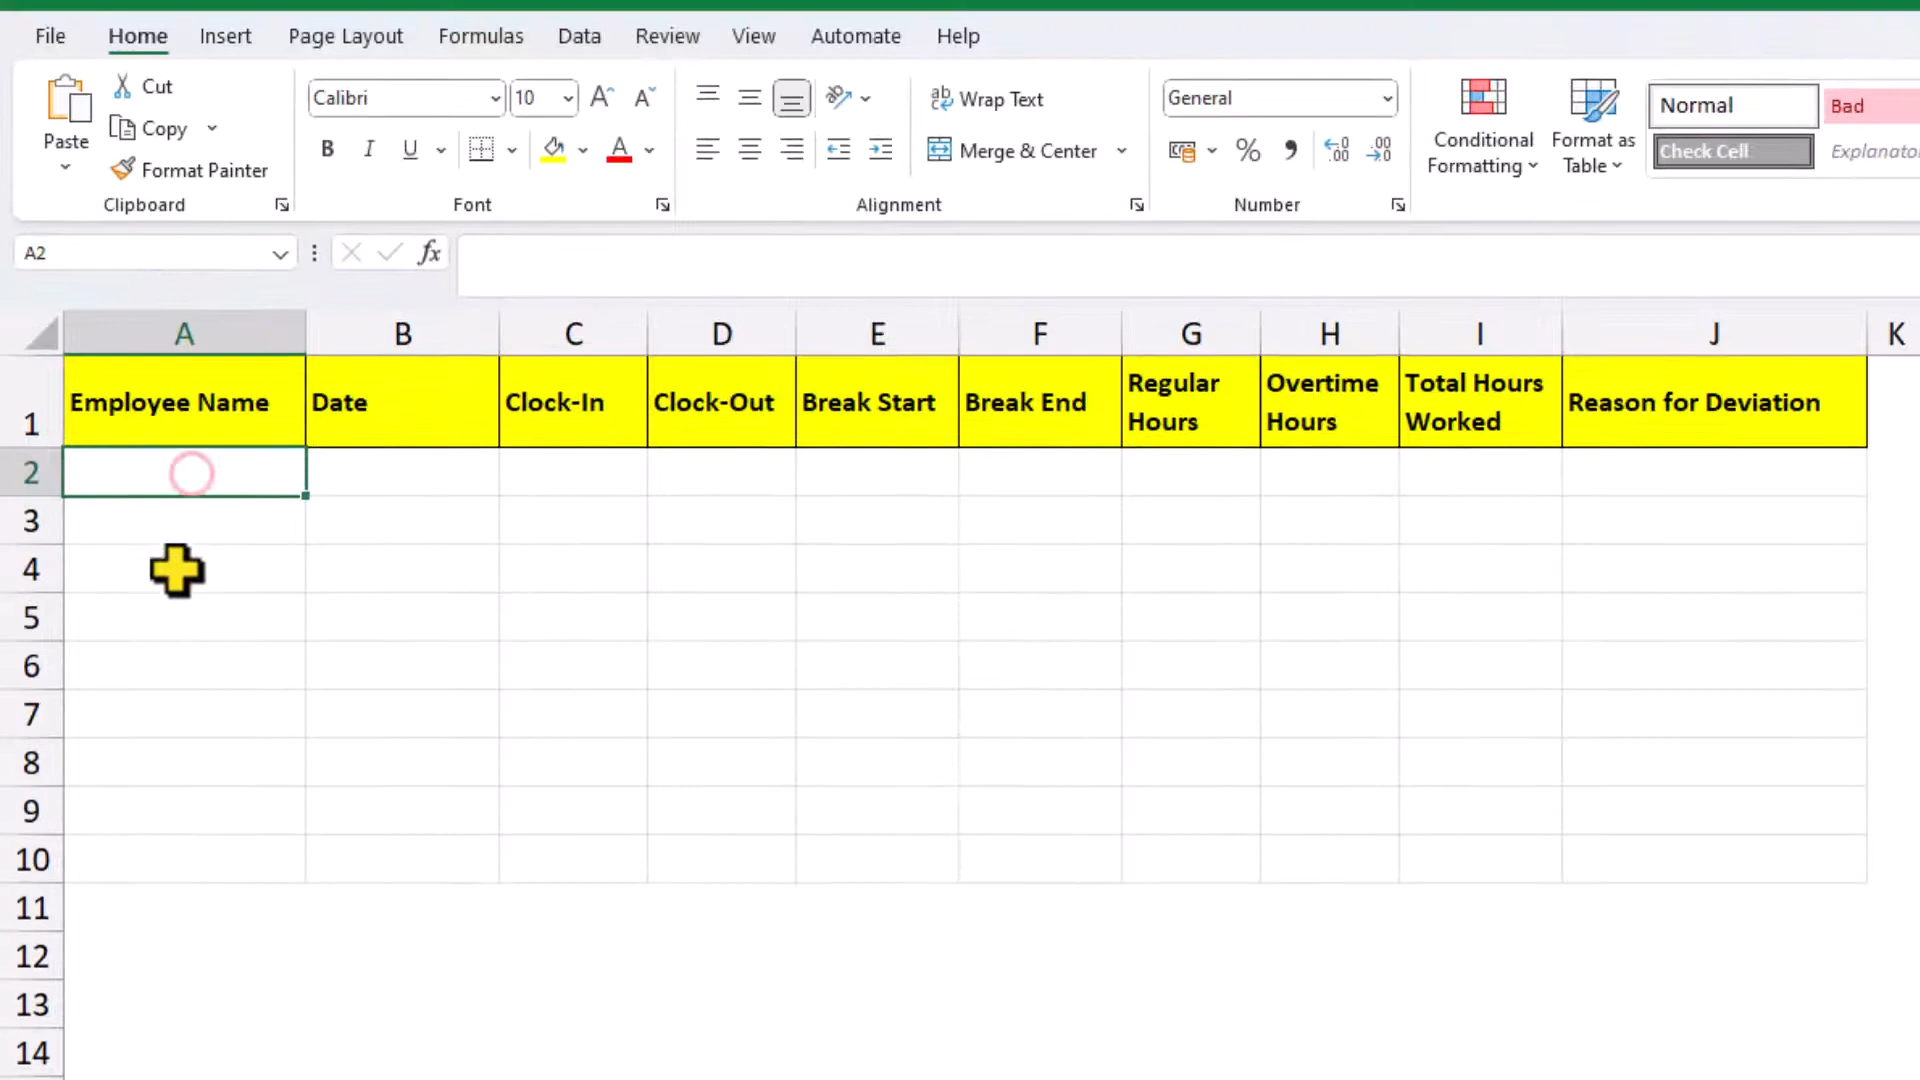 File Home Insert Page Layout Formulas Data Review View Automate Help
Paste
Cut
Copy
Format Painter
Clipboard
Calibri 10
B I U
Font
Wrap Text
Merge & Center
Alignment
General
Number
Conditional
Formatting
Format as
Table
Normal Bad
Check Cell Explanato
A2 fx
A B C D E F G H I J K
1 Employee Name Date Clock-In Clock-Out Break Start Break End Regular
Hours Overtime
Hours Total Hours
Worked Reason for Deviation
2
3
4
5
6
7
8
9
10
11
12
13
14